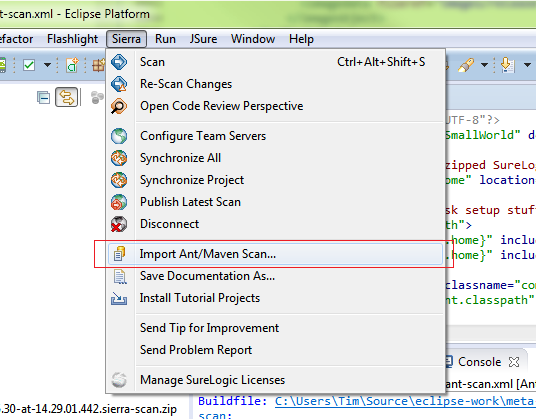 t-scan.xml - Eclipse Platform
efactor Flashlight Sierra Run JSure Window Help
Scan Ctrl+Alt+Shift+S
Re-Scan Changes
Open Code Review Perspective
UTF-8"?>
Configure Team Servers
SmallWorld" de
Synchronize All
zipped SureLo
Synchronize Project
ome" location
Publish Latest Scan
sk setup stuf
Disconnect
th">
.home}" inclu
Import Ant/Maven Scan...
.home}" inclu
Save Documentation As...
classname="com
Install Tutorial Projects
nt.classpath"
Send Tip for Improvement
Send Problem Report
Console
Manage SureLogic Licenses
ant-scan.xml [Ant
Buildfile: C:\Users\Tim\Source\eclipse-work\meta
.30-at-14.29.01.442.sierra-scan.zip
scan: